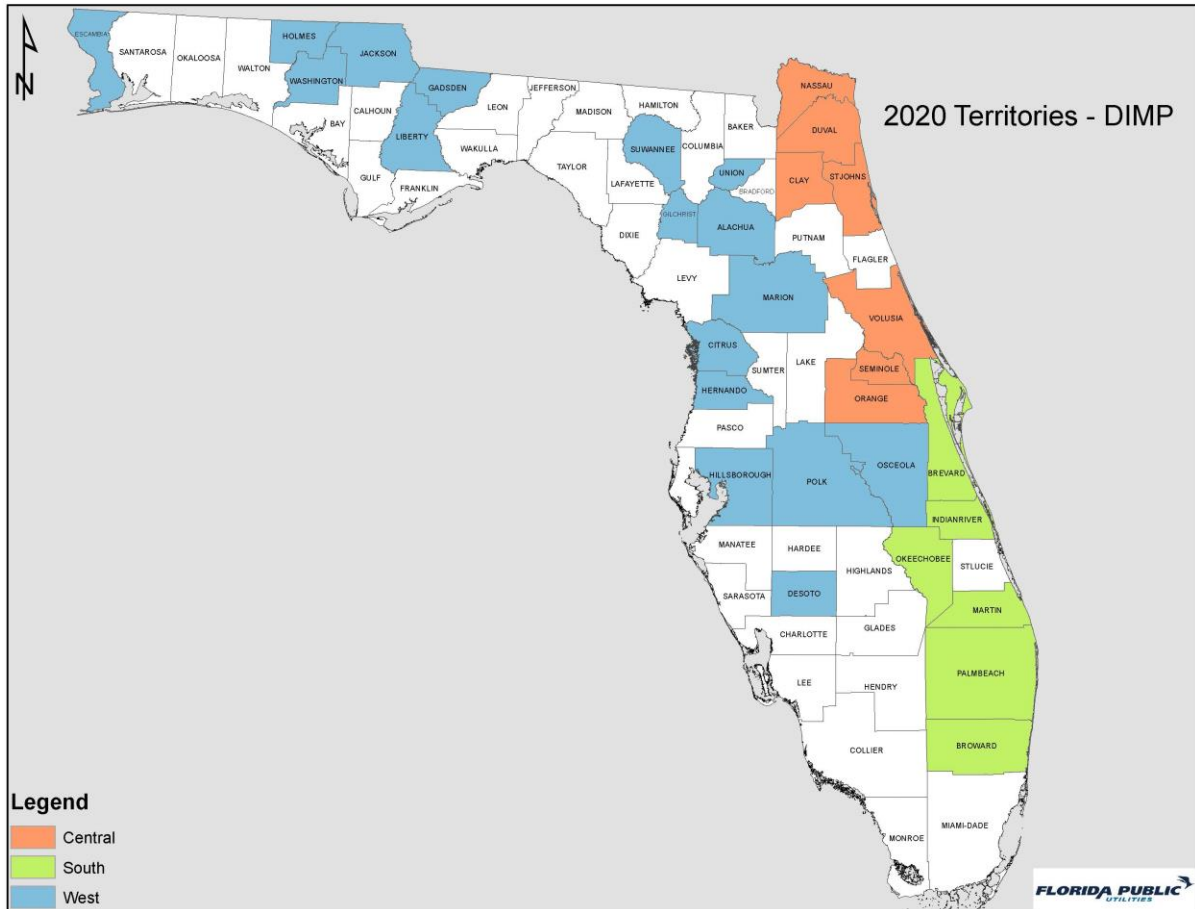 ESCAMBIA
SANTAROSA
OKALOOSA
WALTON
HOLMES
WASHINGTON
JACKSON
BAY
CALHOUN
GULF
LIBERTY
GADSDEN
FRANKLIN
LEON
WAKULLA
JEFFERSON
MADISON
TAYLOR
HAMILTON
SUWANNEE
LAFAYETTE
DIXIE
COLUMBIA
BAKER
UNION
BRADFORD
GILCHRIST
ALACHUA
LEVY
NASSAU
DUVAL
CLAY
STJOHNS
PUTNAM
FLAGLER
2020 Territories - DIMP
MARION
VOLUSIA
CITRUS
SUMTER
LAKE
SEMINOLE
HERNANDO
ORANGE
PASCO
HILLSBOROUGH
POLK
OSCEOLA
BREVARD
INDIANRIVER
MANATEE
HARDEE
HIGHLANDS
OKEECHOBEE
STLUCIE
SARASOTA
DESOTO
MARTIN
CHARLOTTE
GLADES
LEE
HENDRY
PALMBEACH
COLLIER
BROWARD
MONROE
MIAMI-DADE
N
Legend
Central
South
West
FLORIDA PUBLIC
UTILITIES